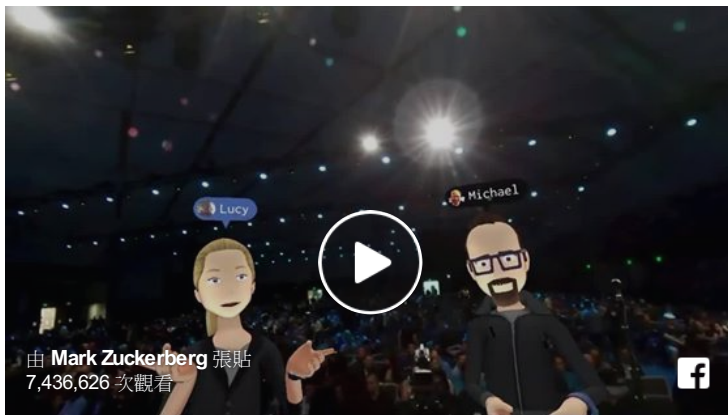 Lucy
Michael
由 Mark Zuckerberg 張貼
7,436,626 次觀看